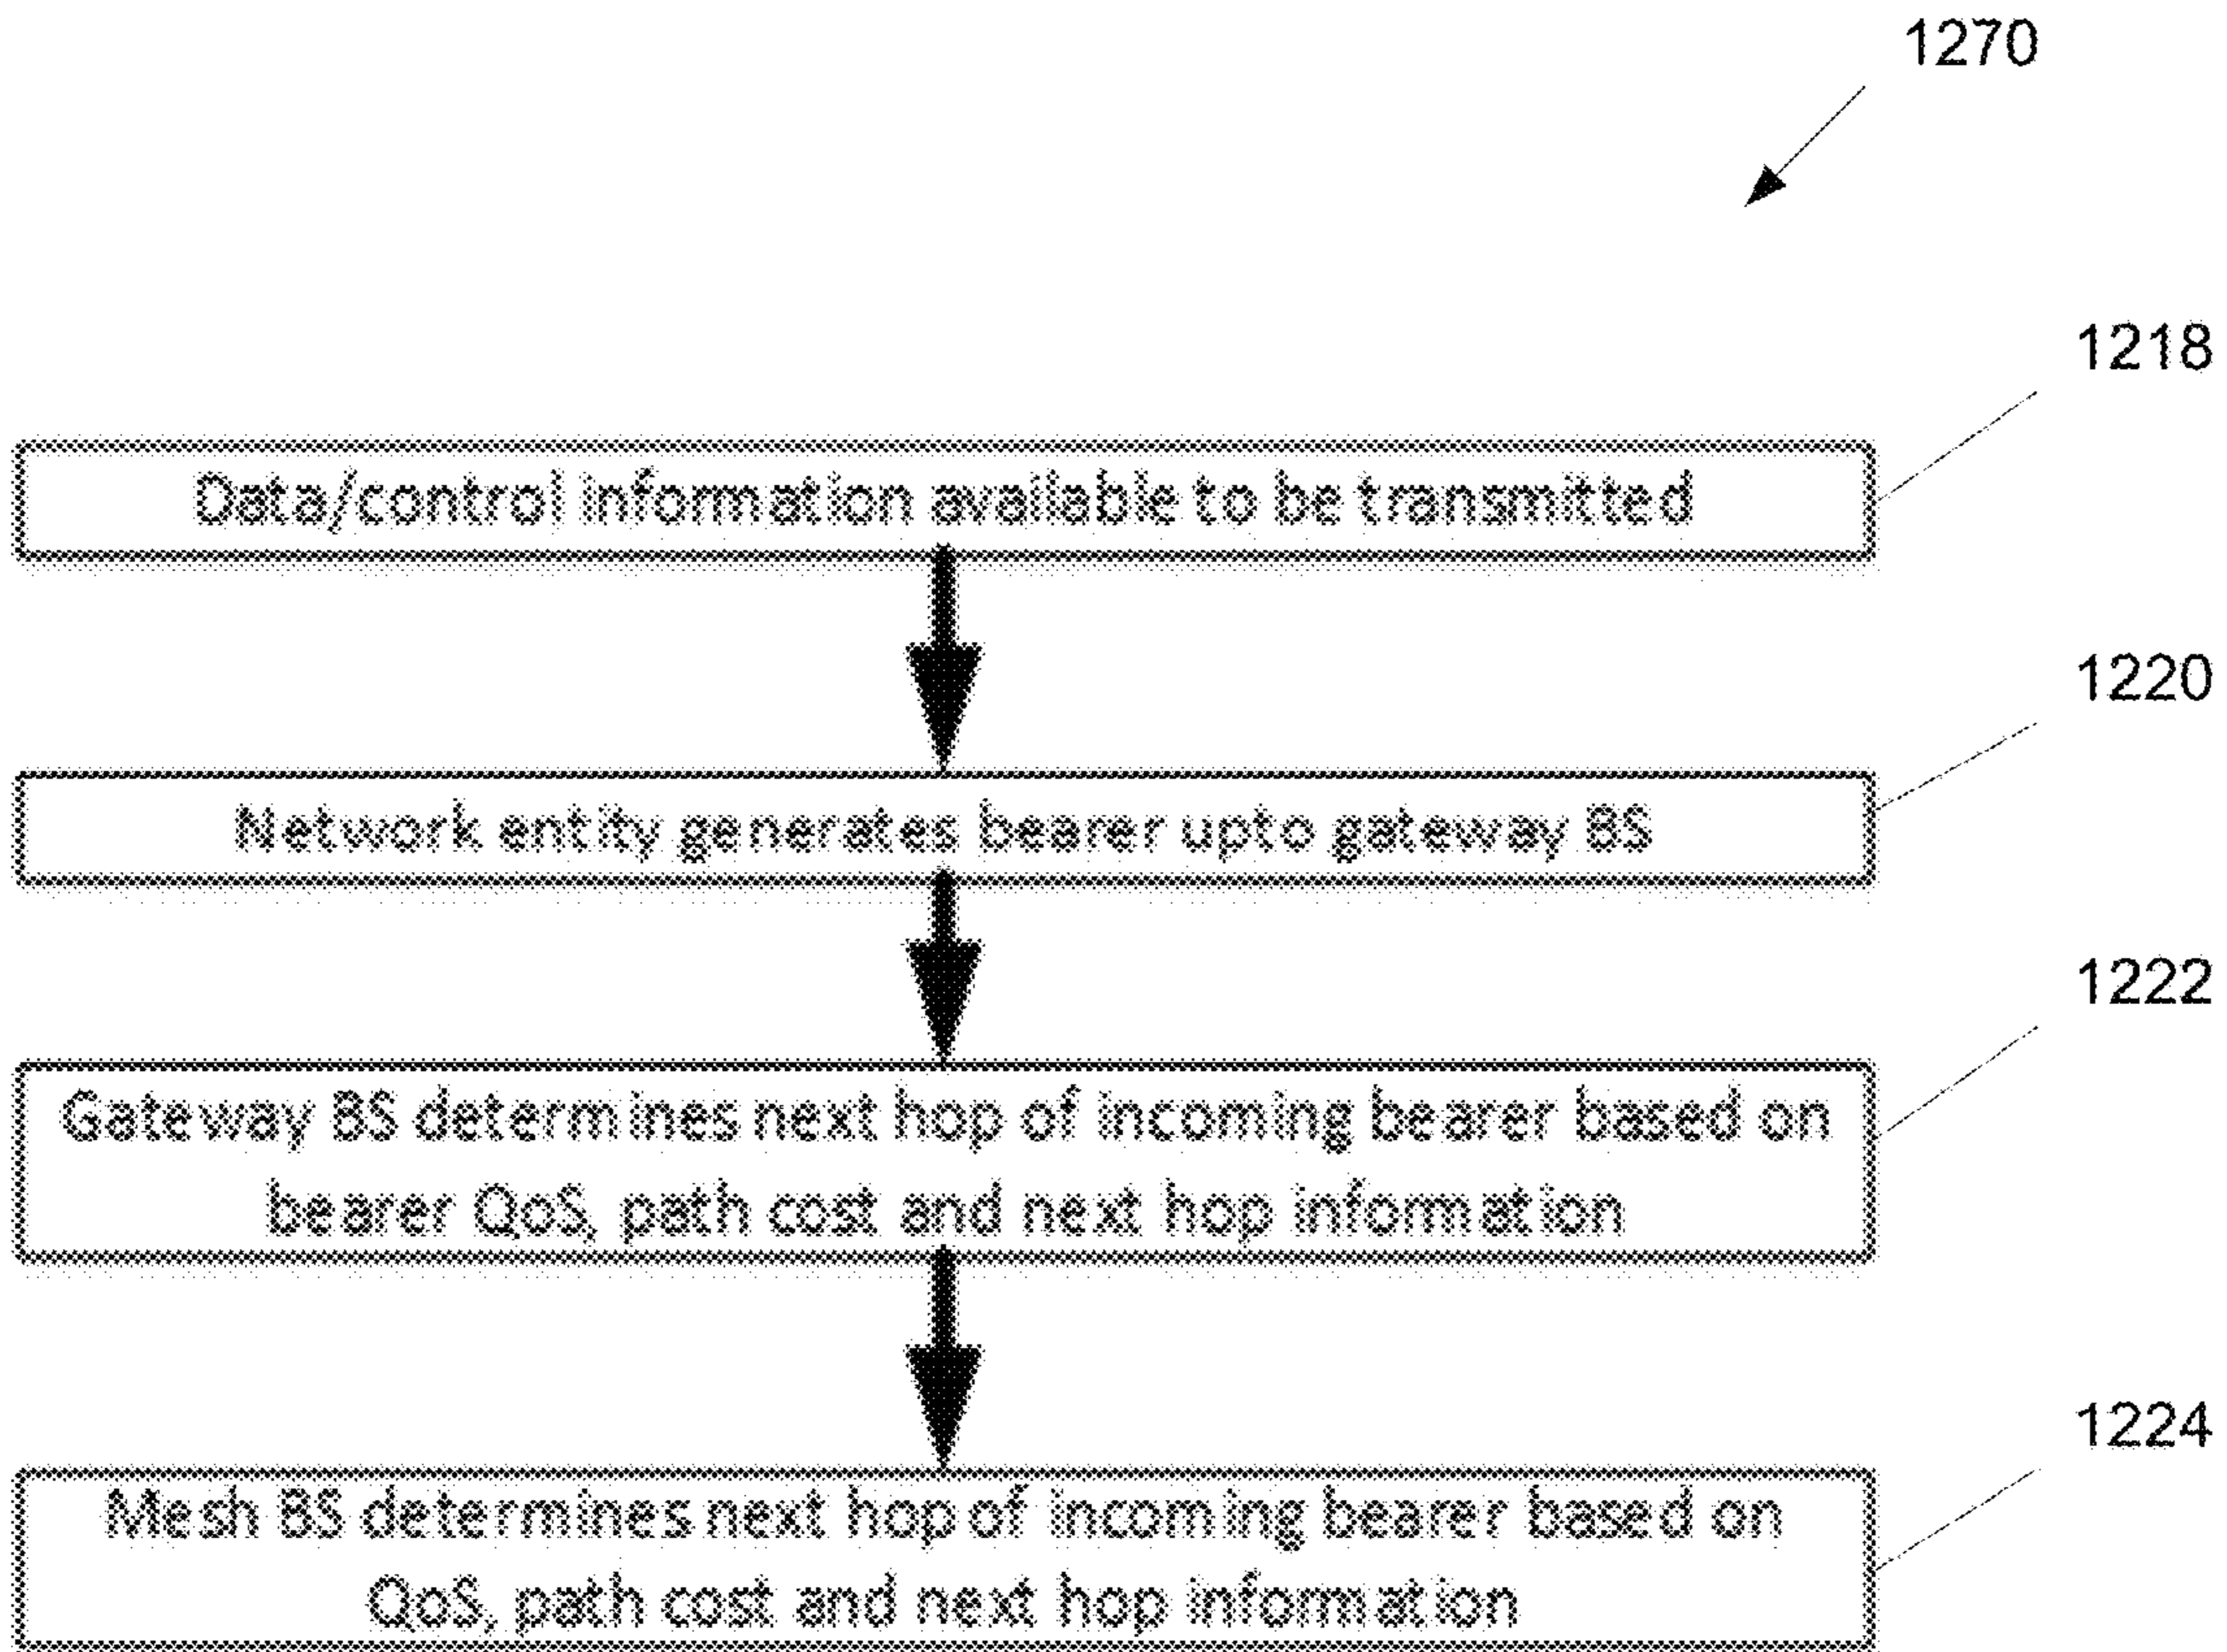 1270
1218
Data/control information available to be transmitted
1220
Network entity generates bearer upto gateway BS
1222
Gateway BS determines next hop of incoming bearer based on
bearer QoS, path cost and next hop information
1224
Mesh BS determines next hop of incoming bearer based on
QoS, path cost and next hop information